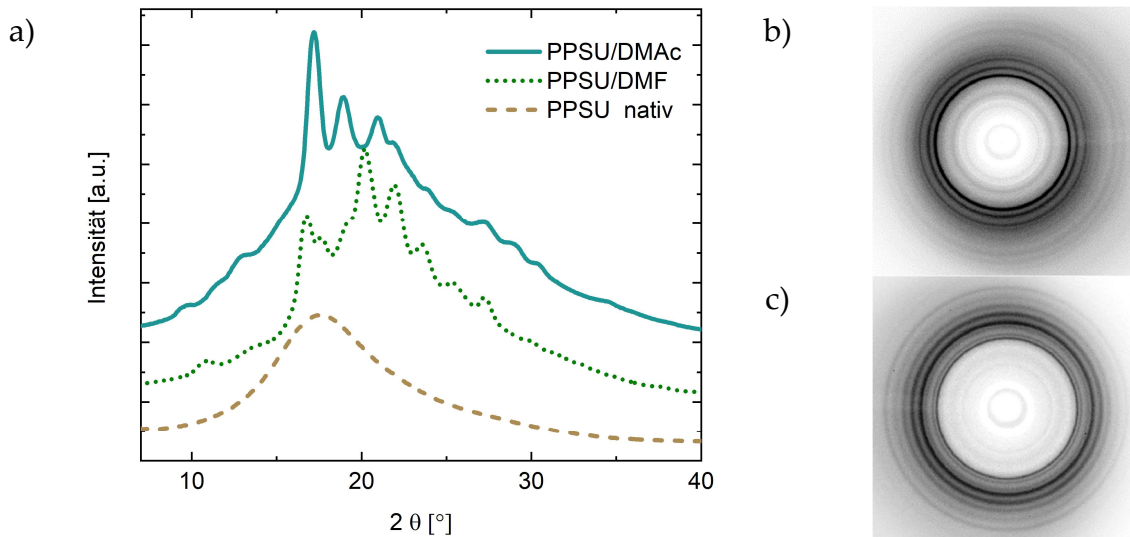 a)
PPSU/DMAc
PPSU/DMF
PPSU nativ
Intensität [a.u.]
10 20 30 40
2 θ [°]
b)
c)